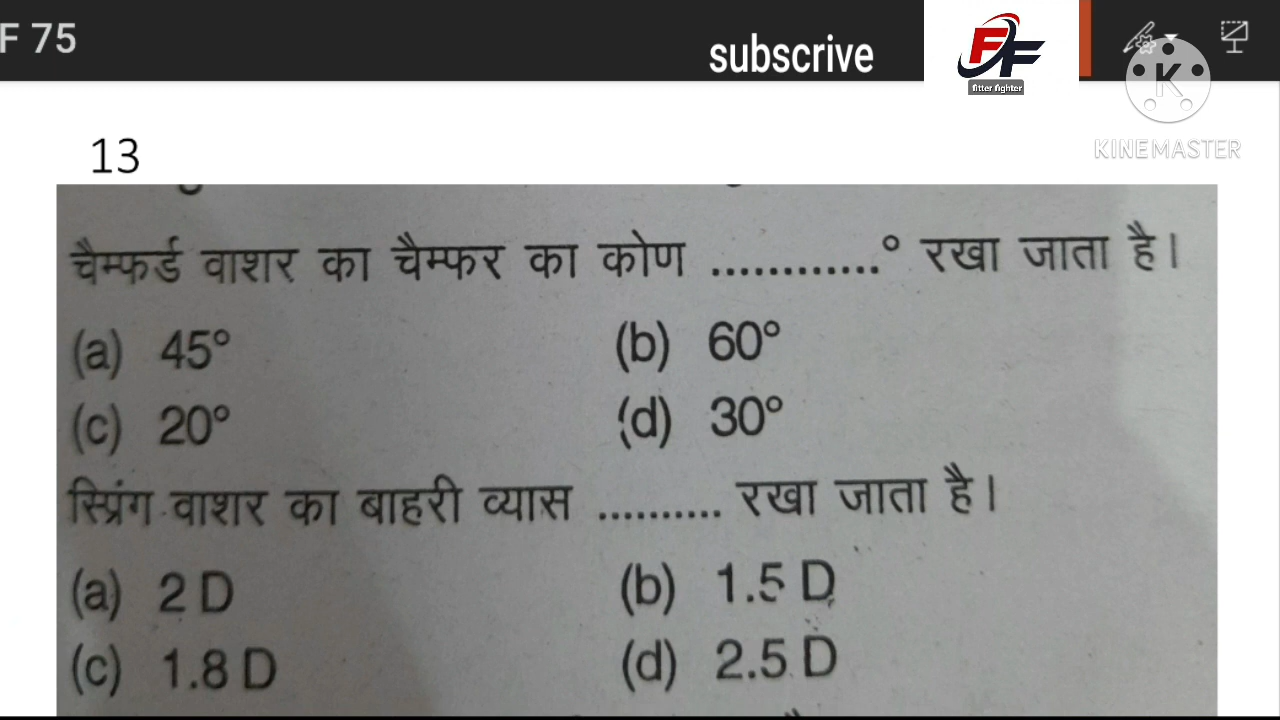 F 75
subscrive
FF
fitter fighter
K
KINEMASTER
13
चैम्फर्ड वाशर का चैम्फर का कोण .............° रखा जाता है।
(a) 45° (b) 60°
(c) 20° (d) 30°
स्प्रिंग वाशर का बाहरी व्यास .......... रखा जाता है।
(a) 2 D (b) 1.5 D
(c) 1.8 D (d) 2.5 D